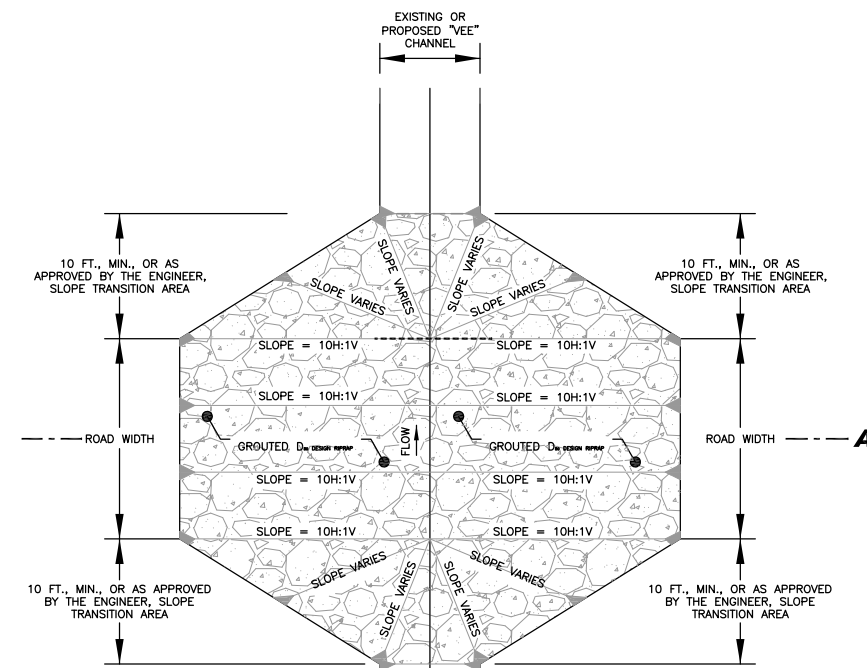 EXISTING OR
PROPOSED "VEE"
CHANNEL
10 FT., MIN., OR AS
APPROVED BY THE ENGINEER,
SLOPE TRANSITION AREA
SLOPE VARIES
SLOPE VARIES
SLOPE VARIES
SLOPE VARIES
10 FT., MIN., OR AS
APPROVED BY THE ENGINEER,
SLOPE TRANSITION AREA
SLOPE = 10H:1V
SLOPE = 10H:1V
SLOPE = 10H:1V
SLOPE = 10H:1V
ROAD WIDTH
GROUTED D DESIGN RIPRAP
FLOW
GROUTED D DESIGN RIPRAP
ROAD WIDTH
A
SLOPE = 10H:1V
SLOPE = 10H:1V
SLOPE = 10H:1V
SLOPE = 10H:1V
10 FT., MIN., OR AS APPROVED
BY THE ENGINEER, SLOPE
TRANSITION AREA
SLOPE VARIES
SLOPE VARIES
SLOPE VARIES
SLOPE VARIES
10 FT., MIN., OR AS APPROVED
BY THE ENGINEER, SLOPE
TRANSITION AREA